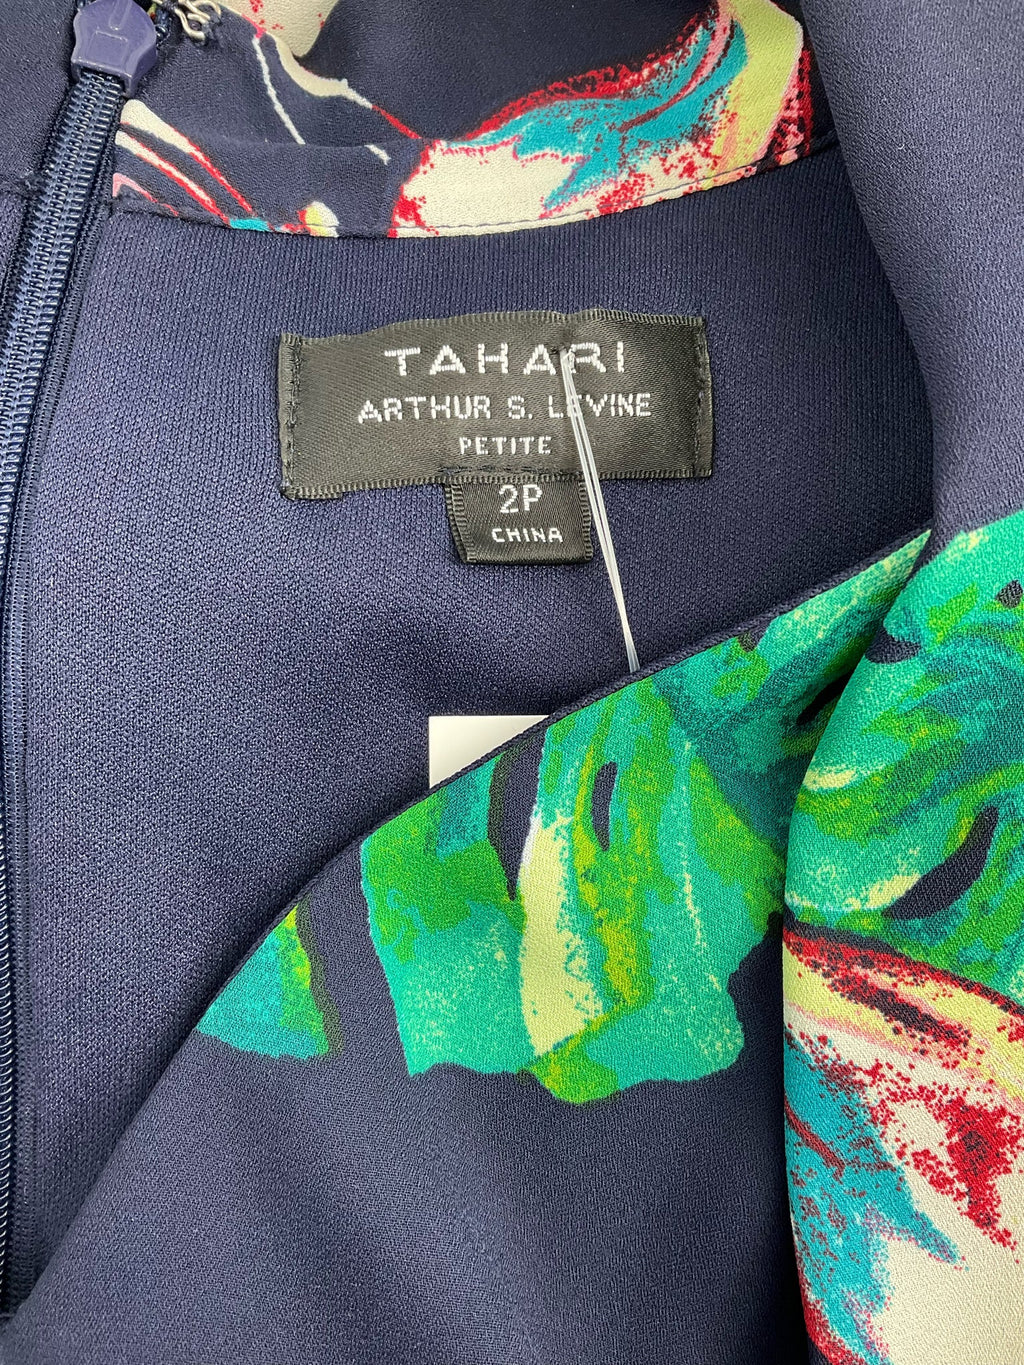 TAHARI
ARTHUR S. LEVINE
PETITE
2P
CHINA